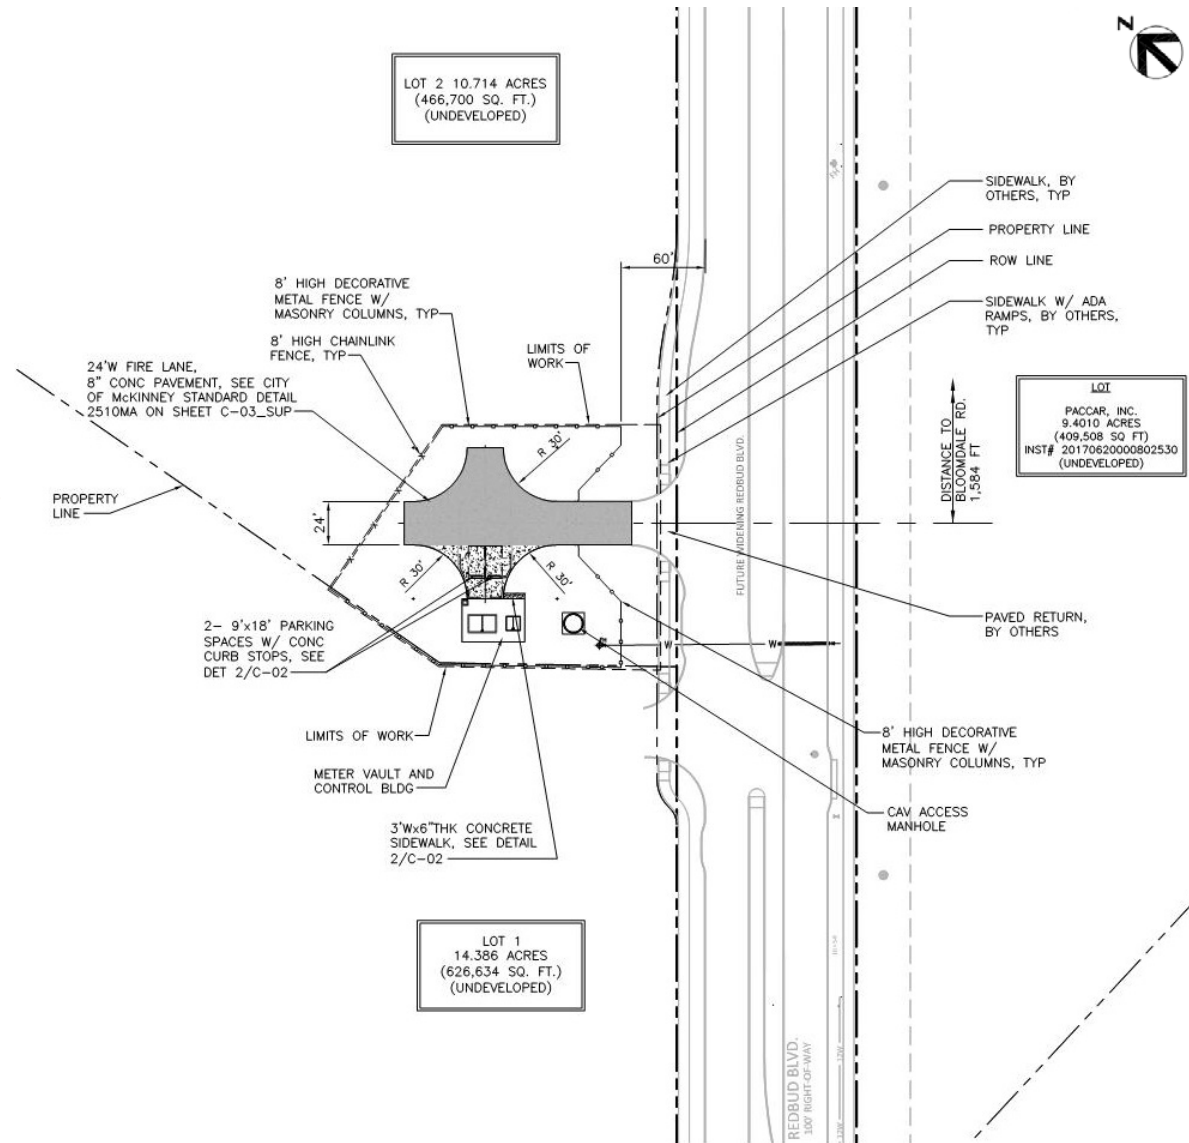 N
LOT 2 10.714 ACRES
(466,700 SQ. FT.)
(UNDEVELOPED)
FH
SIDEWALK, BY
OTHERS, TYP
PROPERTY LINE
ROW LINE
SIDEWALK W/ ADA
RAMPS, BY OTHERS,
TYP
60'
8' HIGH DECORATIVE
METAL FENCE W/
MASONRY COLUMNS, TYP
8' HIGH CHAINLINK
FENCE, TYP
LIMITS OF
WORK
24'W FIRE LANE,
8" CONC PAVEMENT, SEE CITY
OF McKINNEY STANDARD DETAIL
2510MA ON SHEET C-03_SUP
LOT
PACCAR, INC.
9.4010 ACRES
(409,508 SQ FT)
INST# 20170620000802530
(UNDEVELOPED)
DISTANCE TO
BLOOMDALE RD.
1,584 FT
FUTURE WIDENING REDBUD BLVD.
R 30'
PROPERTY
LINE
24'
R 30'
R 30'
2- 9'x18' PARKING
SPACES W/ CONC
CURB STOPS, SEE
DET 2/C-02
PAVED RETURN,
BY OTHERS
W
W
LIMITS OF WORK
8' HIGH DECORATIVE
METAL FENCE W/
MASONRY COLUMNS, TYP
METER VAULT AND
CONTROL BLDG
CAV ACCESS
MANHOLE
3'Wx6"THK CONCRETE
SIDEWALK, SEE DETAIL
2/C-02
LOT 1
14.386 ACRES
(626,634 SQ. FT.)
(UNDEVELOPED)
REDBUD BLVD.
100' RIGHT-OF-WAY
12W
12W